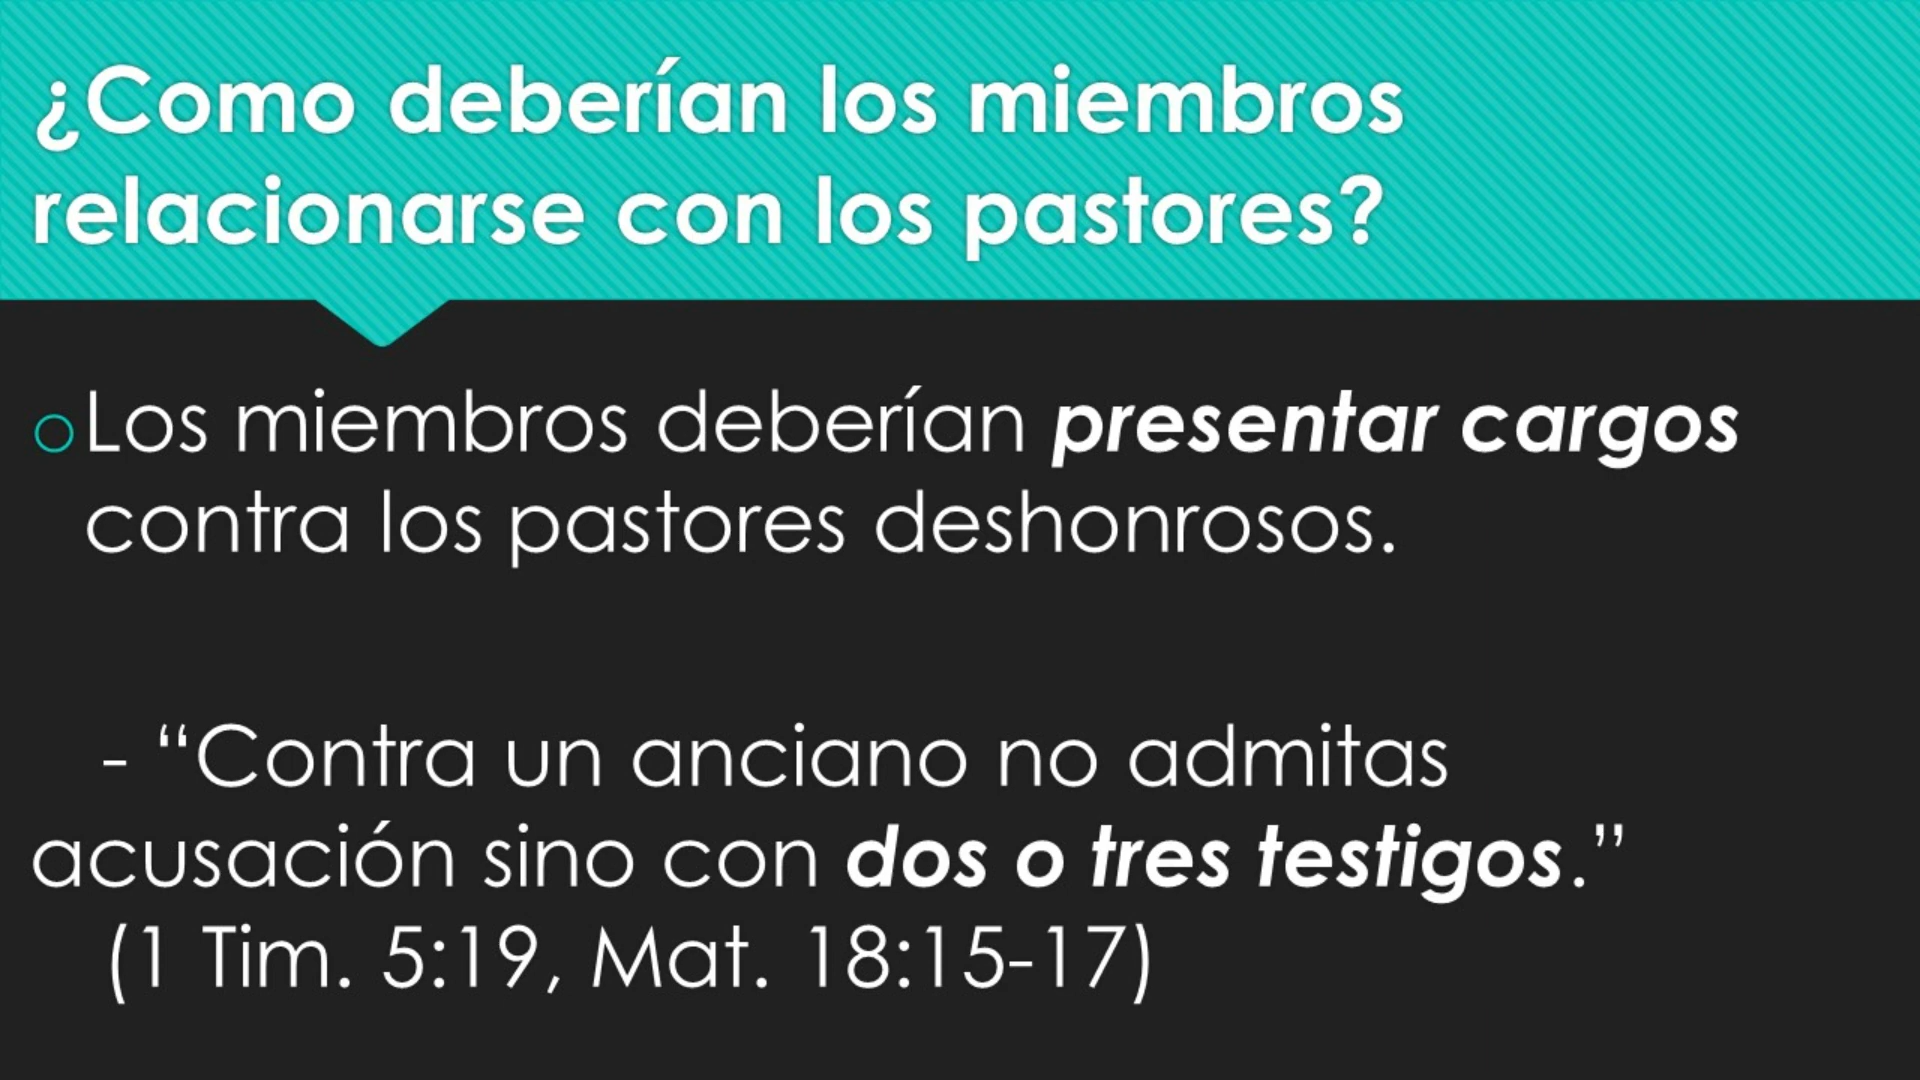 ¿Como deberían los miembros
relacionarse con los pastores?
oLos miembros deberían presentar cargos
contra los pastores deshonrosos.
- “Contra un anciano no admitas
acusación sino con dos o tres testigos.”
(1 Tim. 5:19, Mat. 18:15-17)